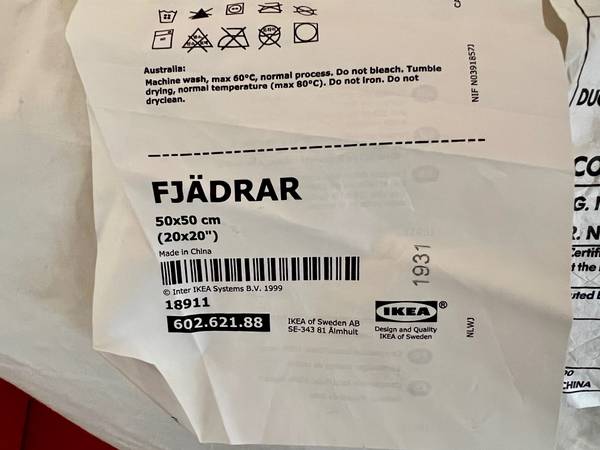 Australia:
Machine wash, max 60°C, normal process. Do not bleach. Tumble
drying, normal temperature (max 80°C). Do not iron. Do not
dryclean.
NIF N0391857J
FJÄDRAR
50x50 cm
(20x20")
Made in China
© Inter IKEA Systems B.V. 1999
18911
602.621.88
IKEA of Sweden AB
SE-343 81 Älmhult
1931
IKEA®
Design and Quality
IKEA of Sweden
NLWJ
CO
the
CHINA